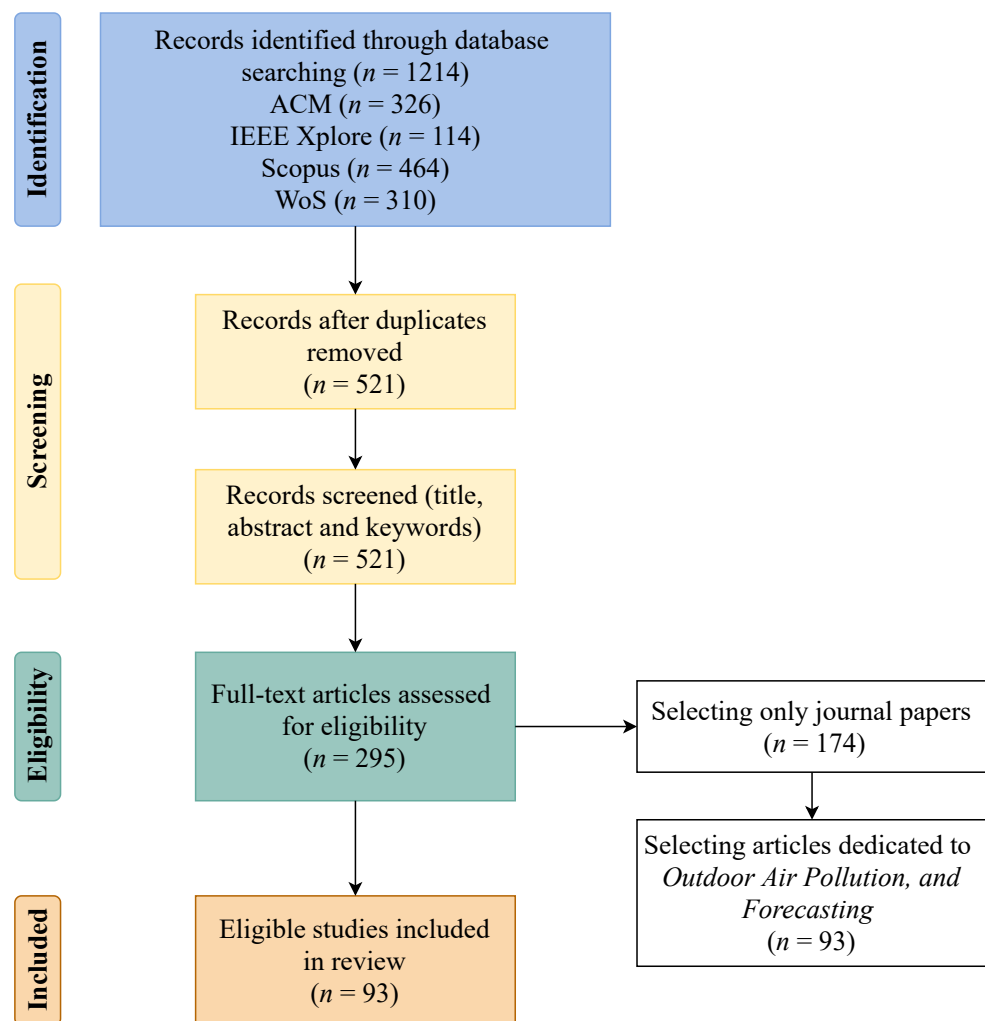 Identification
Records identified through database
searching (n = 1214)
ACM (n = 326)
IEEE Xplore (n = 114)
Scopus (n = 464)
WoS (n = 310)
Screening
Records after duplicates
removed
(n = 521)
Records screened (title,
abstract and keywords)
(n = 521)
Eligibility
Full-text articles assessed
for eligibility
(n = 295)
Selecting only journal papers
(n = 174)
Selecting articles dedicated to
Outdoor Air Pollution, and
Forecasting
(n = 93)
Included
Eligible studies included
in review
(n = 93)